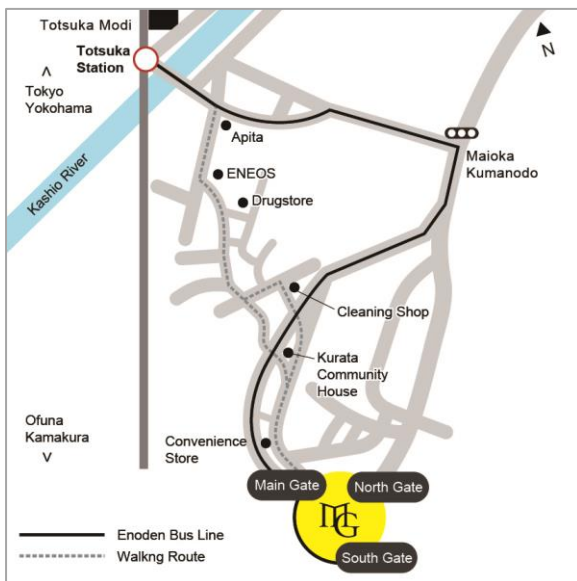 Totsuka Modi
Totsuka
Station
Tokyo
Yokohama
Kashio River
N
Apita
ENEOS
Drugstore
Maioka
Kumanodo
Cleaning Shop
Kurata
Community
House
Ofuna
Kamakura
Convenience
Store
Main Gate
North Gate
MG
South Gate
Enoden Bus Line
Walkng Route